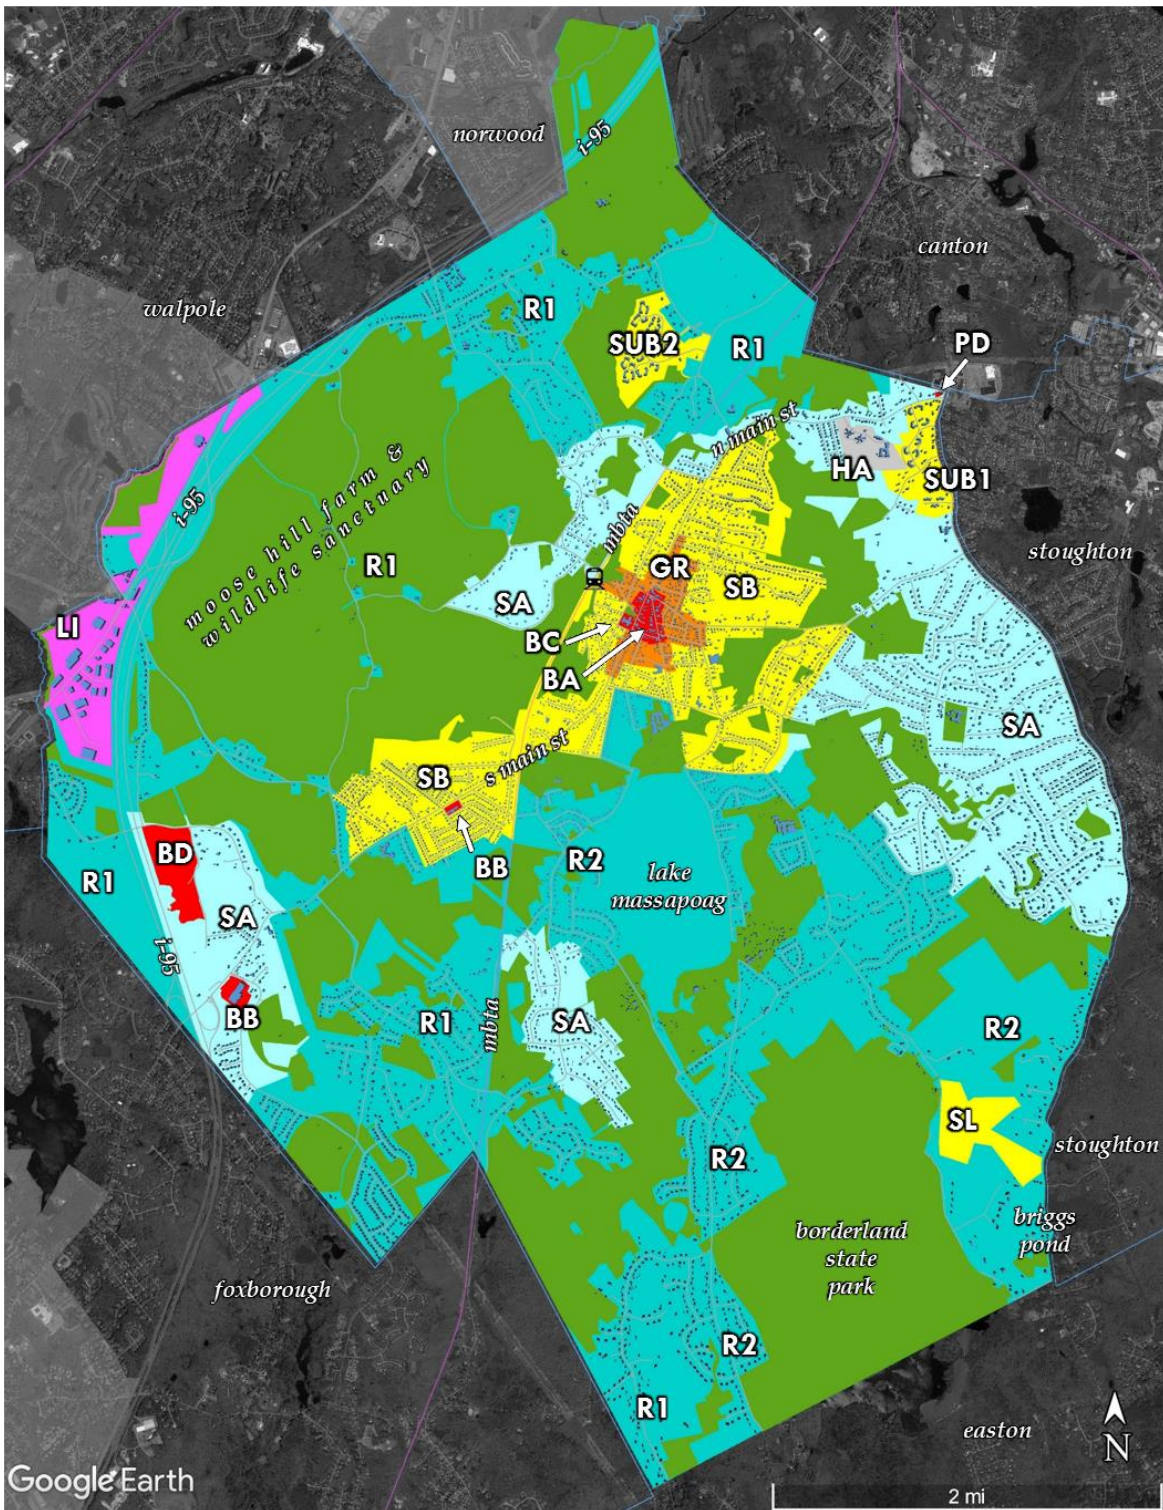 norwood
i-95
canton
walpole
R1
SUB2
R1
PD
n main st
HA
SUB1
moose hill farm &
wildlife sanctuary
i-95
mbta
stoughton
R1
GR
SB
SA
LI
BC
BA
SA
s main st
SB
BB
R2
BD
R1
lake
massapoag
SA
i-95
BB
R1
mbta
SA
R2
SL
stoughton
R2
briggs
pond
borderland
state
park
foxborough
R2
R1
easton
N
Google Earth
2 mi